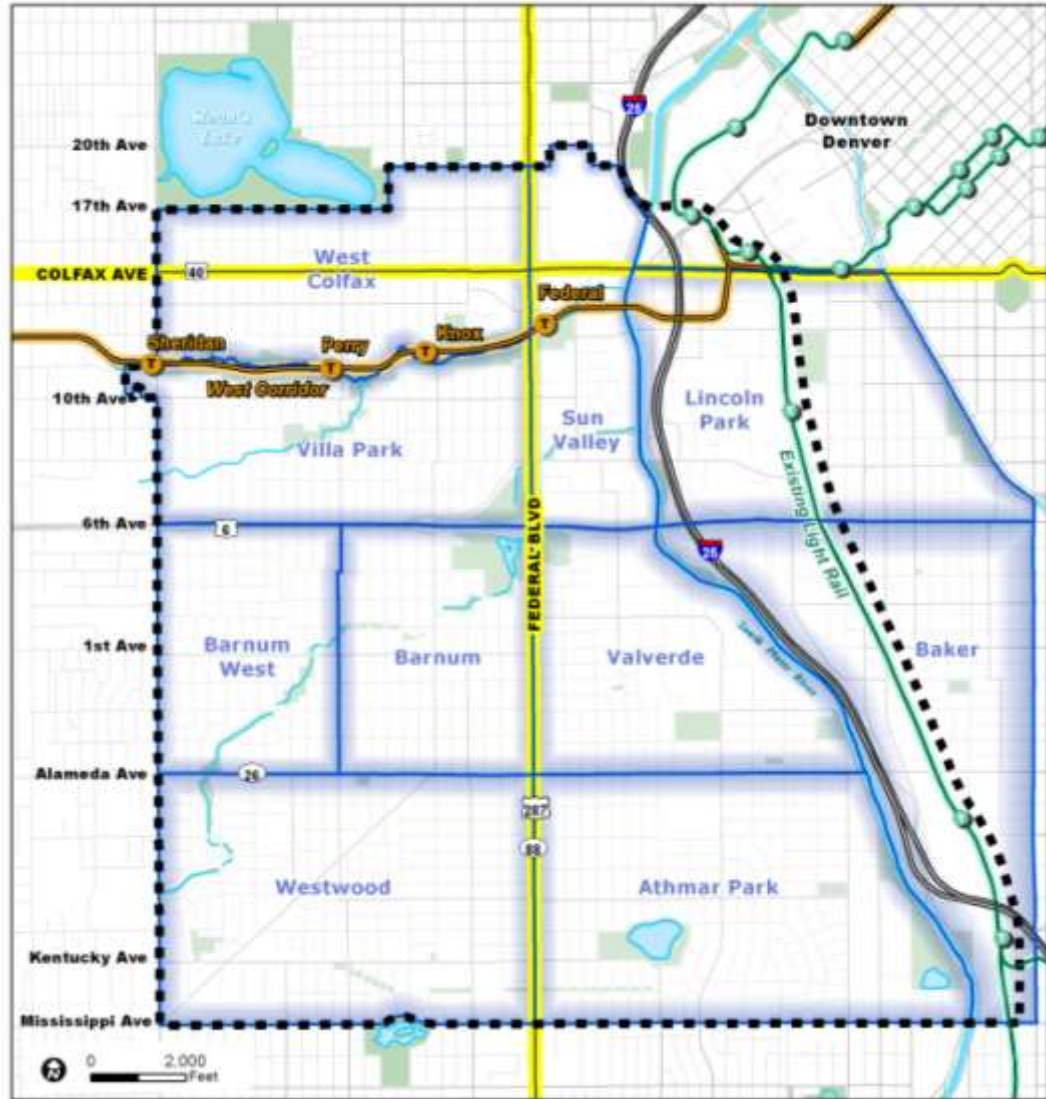 Sloan's
Lake
20th Ave
17th Ave
COLFAX AVE
10th Ave
6th Ave
1st Ave
Alameda Ave
Kentucky Ave
Mississippi Ave
25
Downtown
Denver
West
Colfax
40
Federal
Knox
Perry
Sheridan
T
T
T
T
West Corridor
Villa Park
Sun
Valley
Lincoln
Park
Existing Light Rail
6
FEDERAL BLVD
25
Barnum
West
Barnum
Valverde
South Platte River
Baker
26
287
88
Westwood
Athmar Park
N
0
2,000
Feet